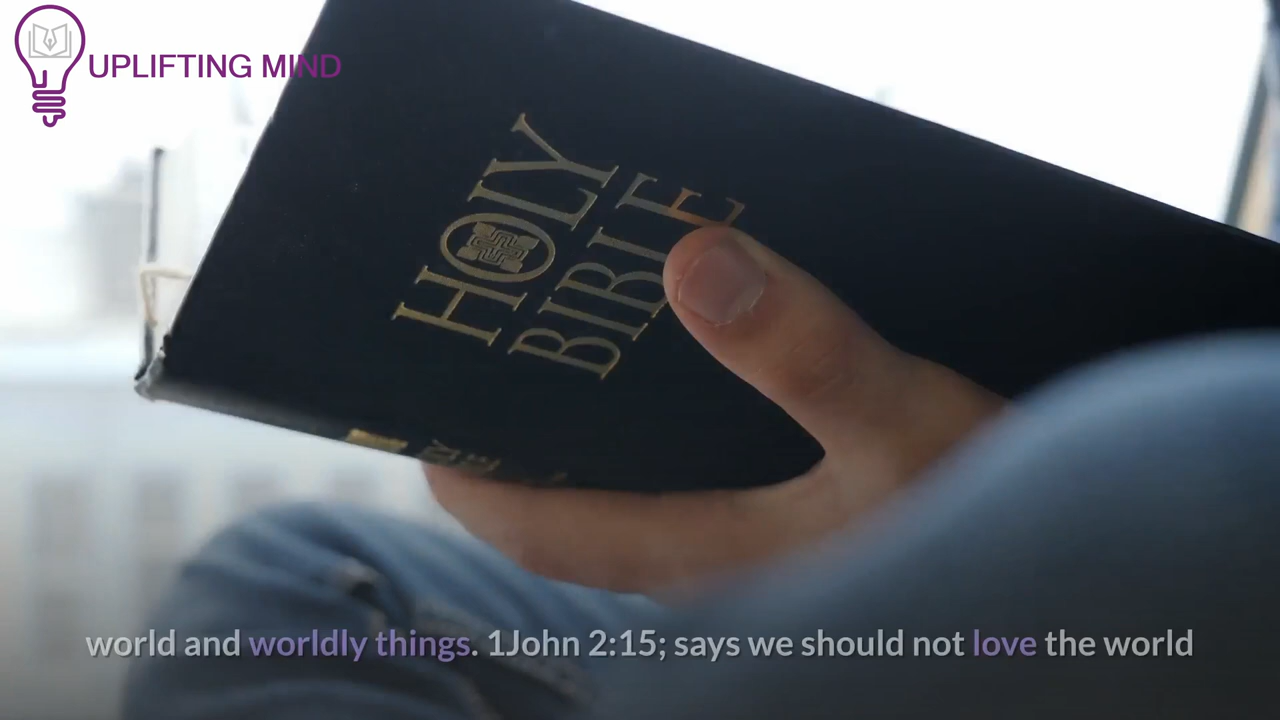 UPLIFTING MIND
HOLY
BIBLE
world and worldly things. 1John 2:15; says we should not love the world